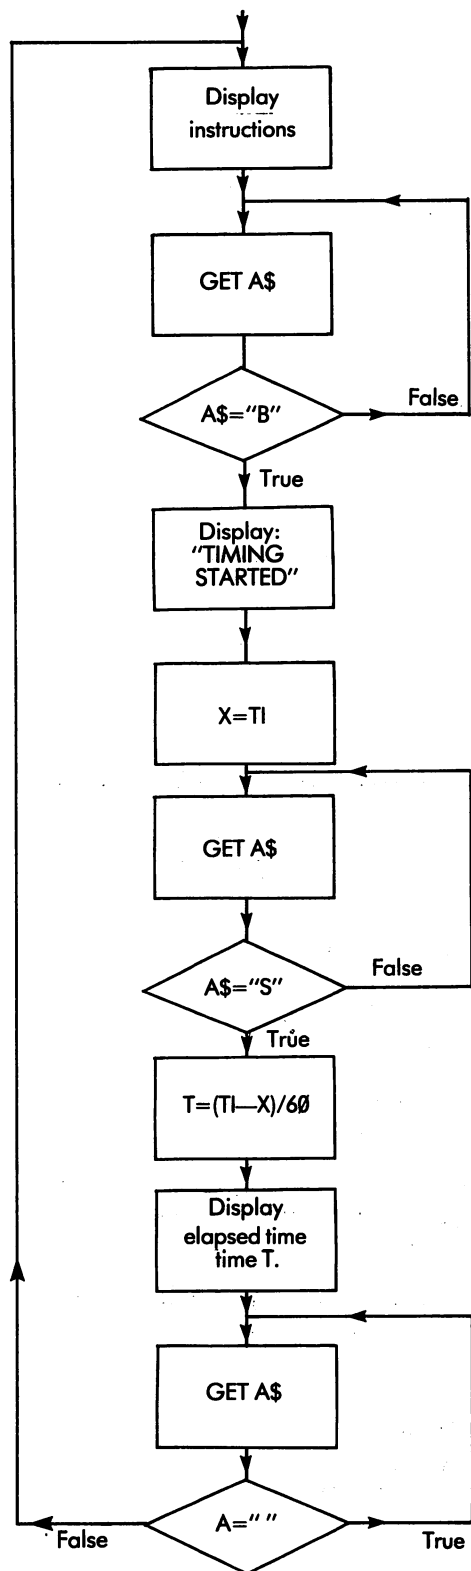 Display
instructions
GET A$
A$="B"
False
True
Display:
"TIMING
STARTED"
X=TI
GET A$
A$="S"
False
True
T=(TI—X)/60
Display
elapsed time
time T.
GET A$
A=" "
False
True